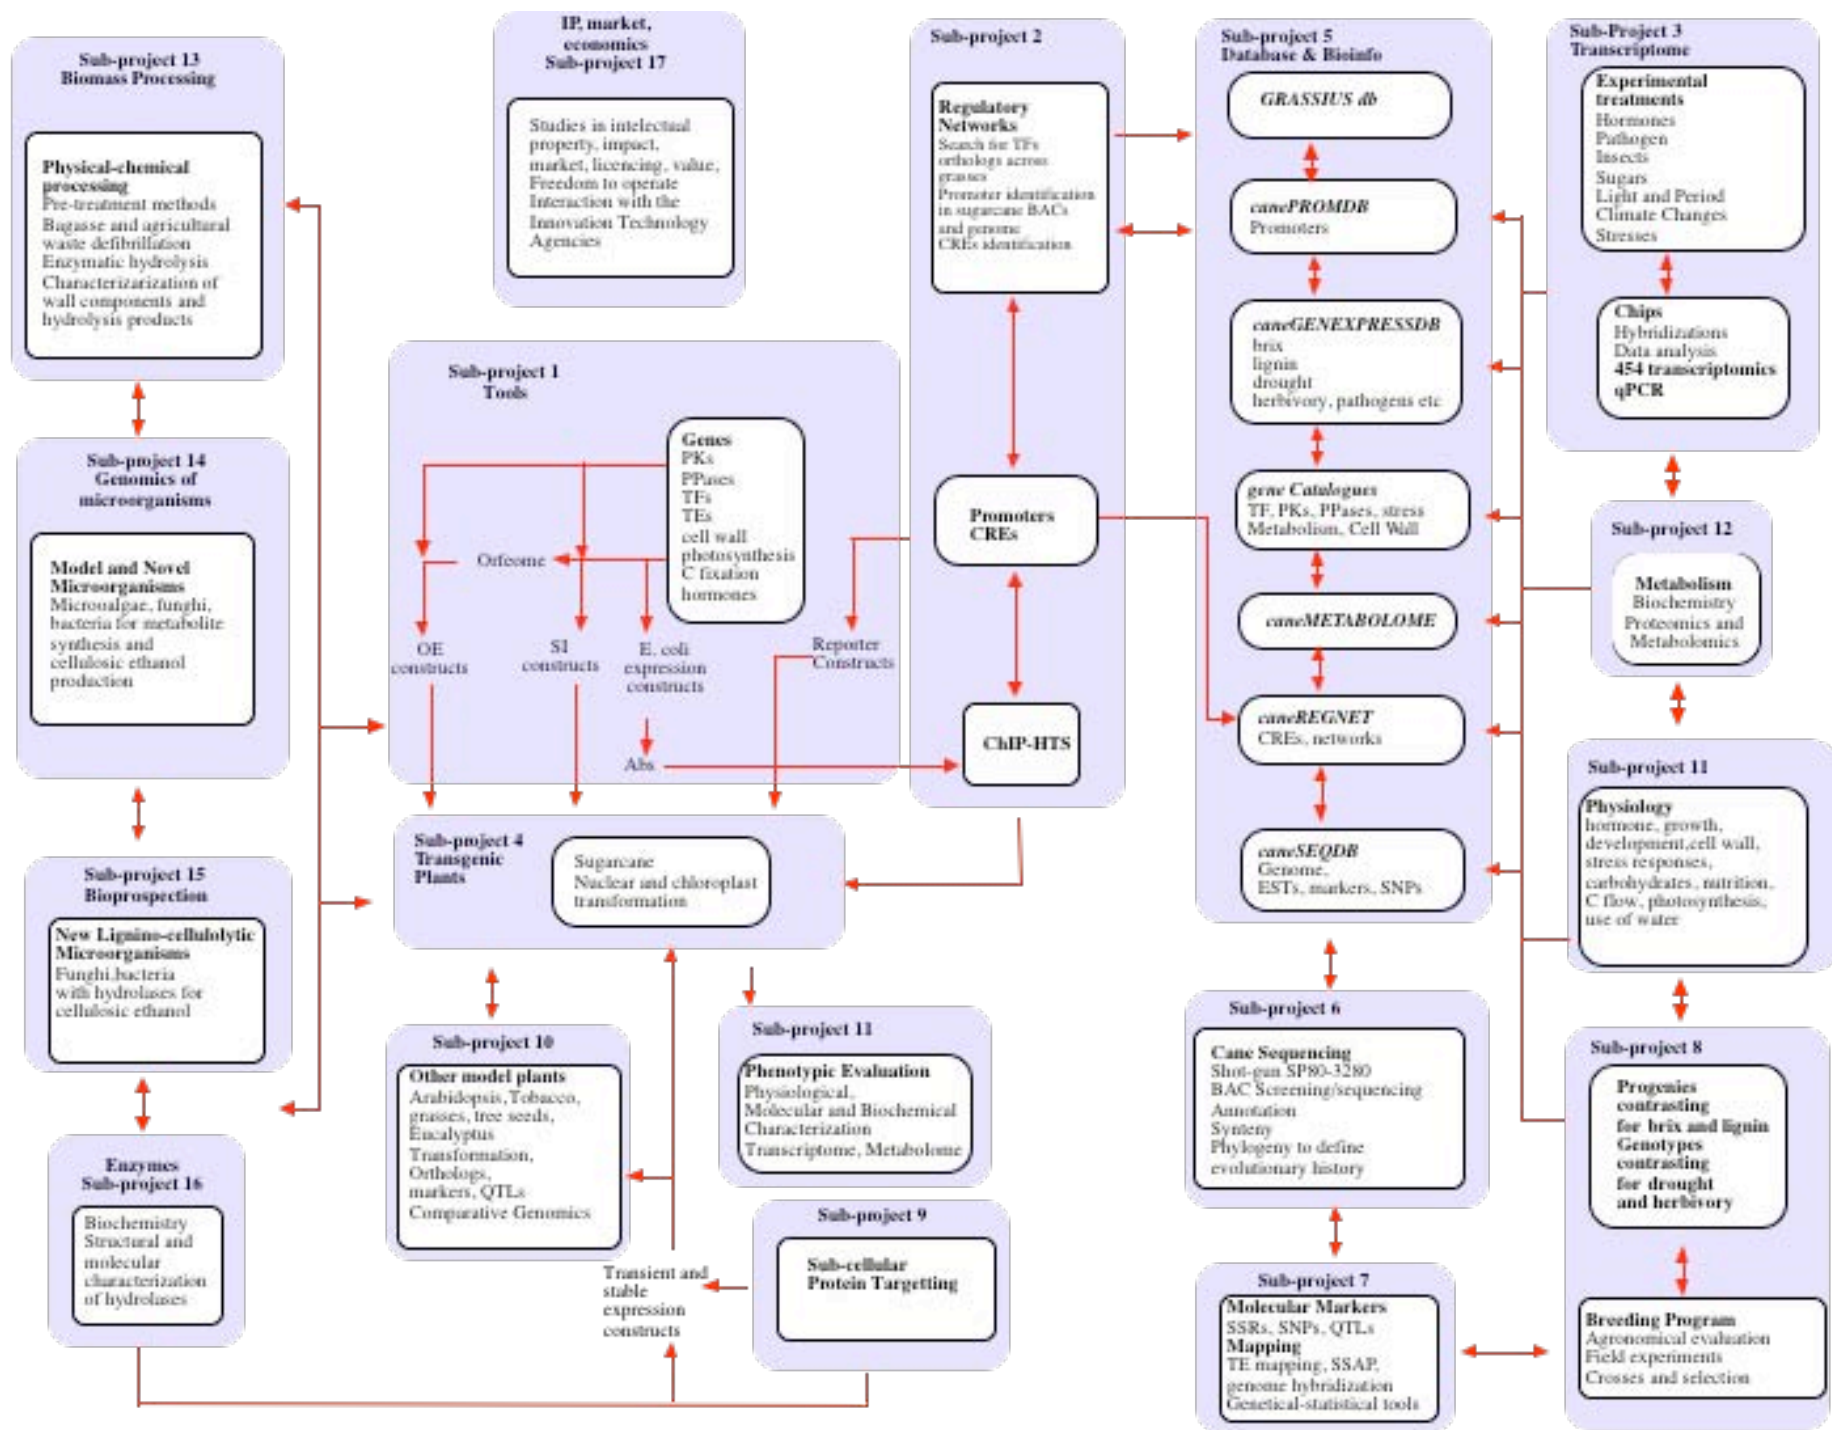 Sub-project 13
Biomass Processing
Physical-chemical
processing
Pre-treatment methods
Bagasse and agricultural
waste defibrillation
Enzymatic hydrolysis
Characterizarization of
wall components and
hydrolysis products
Sub-project 14
Genomics of
microorganisms
Model and Novel
Microorganisms
Microalgae, funghi,
bacteria for metabolite
synthesis and
cellulosic ethanol
production
Sub-project 15
Bioprospection
New Lignino-cellulolytic
Microorganisms
Funghi,bacteria
with hydrolases for
cellulosic ethanol
Enzymes
Sub-project 16
Biochemistry
Structural and
molecular
characterization
of hydrolases
IP, market,
economics
Sub-project 17
Studies in intelectual
property, impact,
market, licencing, value,
Freedom to operate
Interaction with the
Innovation Technology
Agencies
Sub-project 1
Tools
Genes
PKs
PPases
TFs
TEs
cell wall
photosynthesis
C fixation
hormones
Orfeome
OE
constructs
SI
constructs
E. coli
expression
constructs
Reporter
Constructs
Abs
Sub-project 4
Transgenic
Plants
Sugarcane
Nuclear and chloroplast
transformation
Sub-project 10
Other model plants
Arabidopsis,Tobacco,
grasses, tree seeds,
Eucalyptus
Transformation,
Orthologs,
markers, QTLs
Comparative Genomics
Sub-project 11
Phenotypic Evaluation
Physiological,
Molecular and Biochemical
Characterization
Transcriptome, Metabolome
Sub-project 9
Sub-cellular
Protein Targetting
Transient and
stable
expression
constructs
Sub-project 2
Regulatory
Networks
Search for TFs
orthologs across
grasses
Promoter identification
in sugarcane BACs
and genome
CREs identification
Promoters
CREs
ChIP-HTS
Sub-project 5
Database & Bioinfo
GRASSIUS db
canePROMDB
Promoters
caneGENEXPRESSDB
brix
lignin
drought
herbivory, pathogens etc
gene Catalogues
TF, PKs, PPases, stress
Metabolism, Cell Wall
caneMETABOLOME
caneREGNET
CREs, networks
caneSEQDB
Genome,
ESTs, markers, SNPs
Sub-project 6
Cane Sequencing
Shot-gun SP80-3280
BAC Screening/sequencing
Annotation
Synteny
Phylogeny to define
evolutionary history
Sub-project 7
Molecular Markers
SSRs, SNPs, QTLs
Mapping
TE mapping, SSAP,
genome hybridization
Genetical-statistical tools
Sub-Project 3
Transcriptome
Experimental
treatments
Hormones
Pathogen
Insects
Sugars
Light and Period
Climate Changes
Stresses
Chips
Hybridizations
Data analysis
454 transcriptomics
qPCR
Sub-project 12
Metabolism
Biochemistry
Proteomics and
Metabolomics
Sub-project 11
Physiology
hormone, growth,
development,cell wall,
stress responses,
carbohydrates, nutrition,
C flow, photosynthesis,
use of water
Sub-project 8
Progenies
contrasting
for brix and lignin
Genotypes
contrasting
for drought
and herbivory
Breeding Program
Agronomical evaluation
Field experiments
Crosses and selection